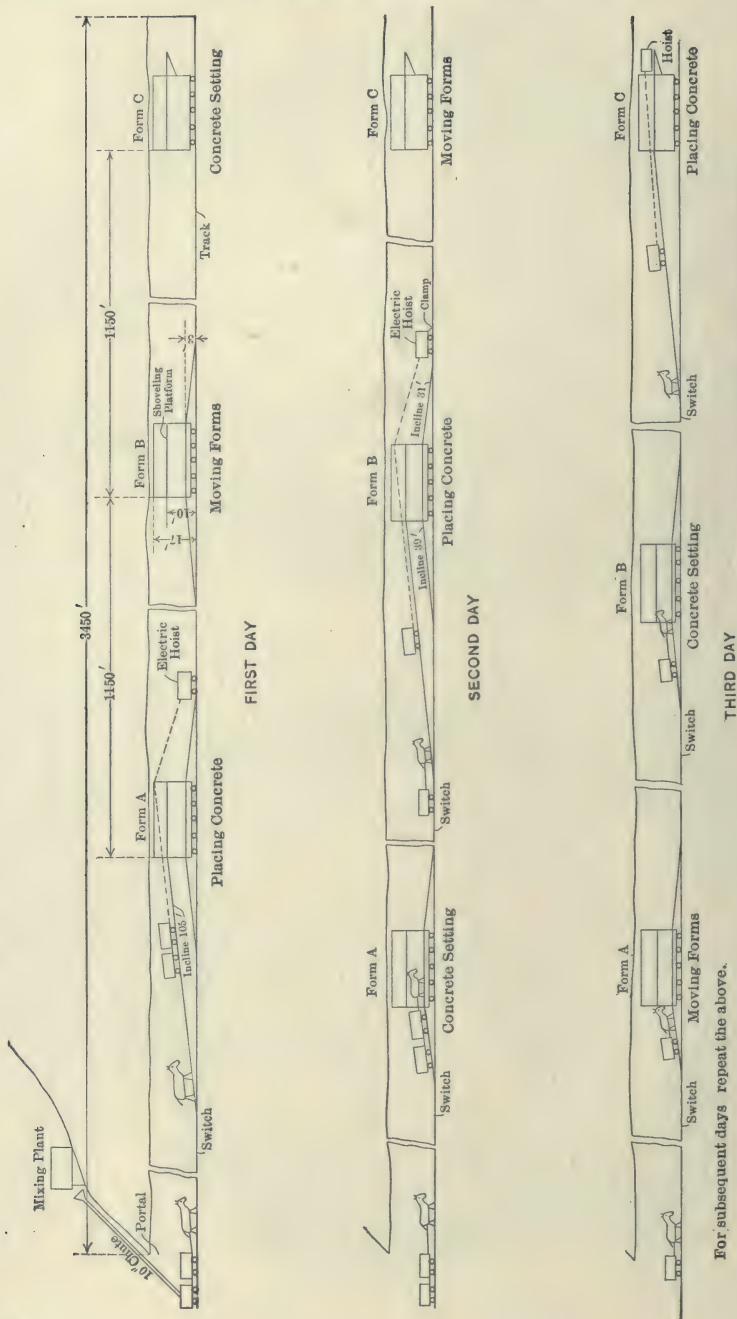 3450′
1150′
1150′
Mixing Plant
10″ Chute
Portal
Switch
Incline 105′
Form A
Placing Concrete
Electric
Hoist
Form B
Shoveling
Platform
17′
10′
Moving Forms
Form C
Track
Concrete Setting
FIRST DAY
Form A
Switch
Concrete Setting
Form B
Switch
Incline 39′
Incline 31′
Electric
Hoist
Clamp
Placing Concrete
Form C
Moving Forms
SECOND DAY
Form A
Switch
Moving Forms
Form B
Switch
Concrete Setting
Form C
Hoist
Switch
Placing Concrete
THIRD DAY
For subsequent days repeat the above.